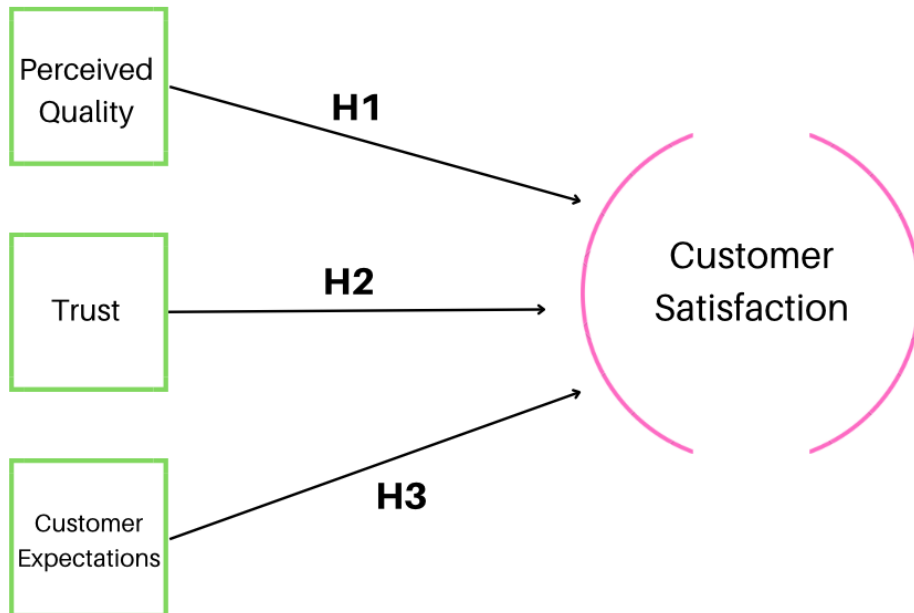 Perceived
Quality
H1
Trust
H2
Customer
Satisfaction
Customer
Expectations
H3